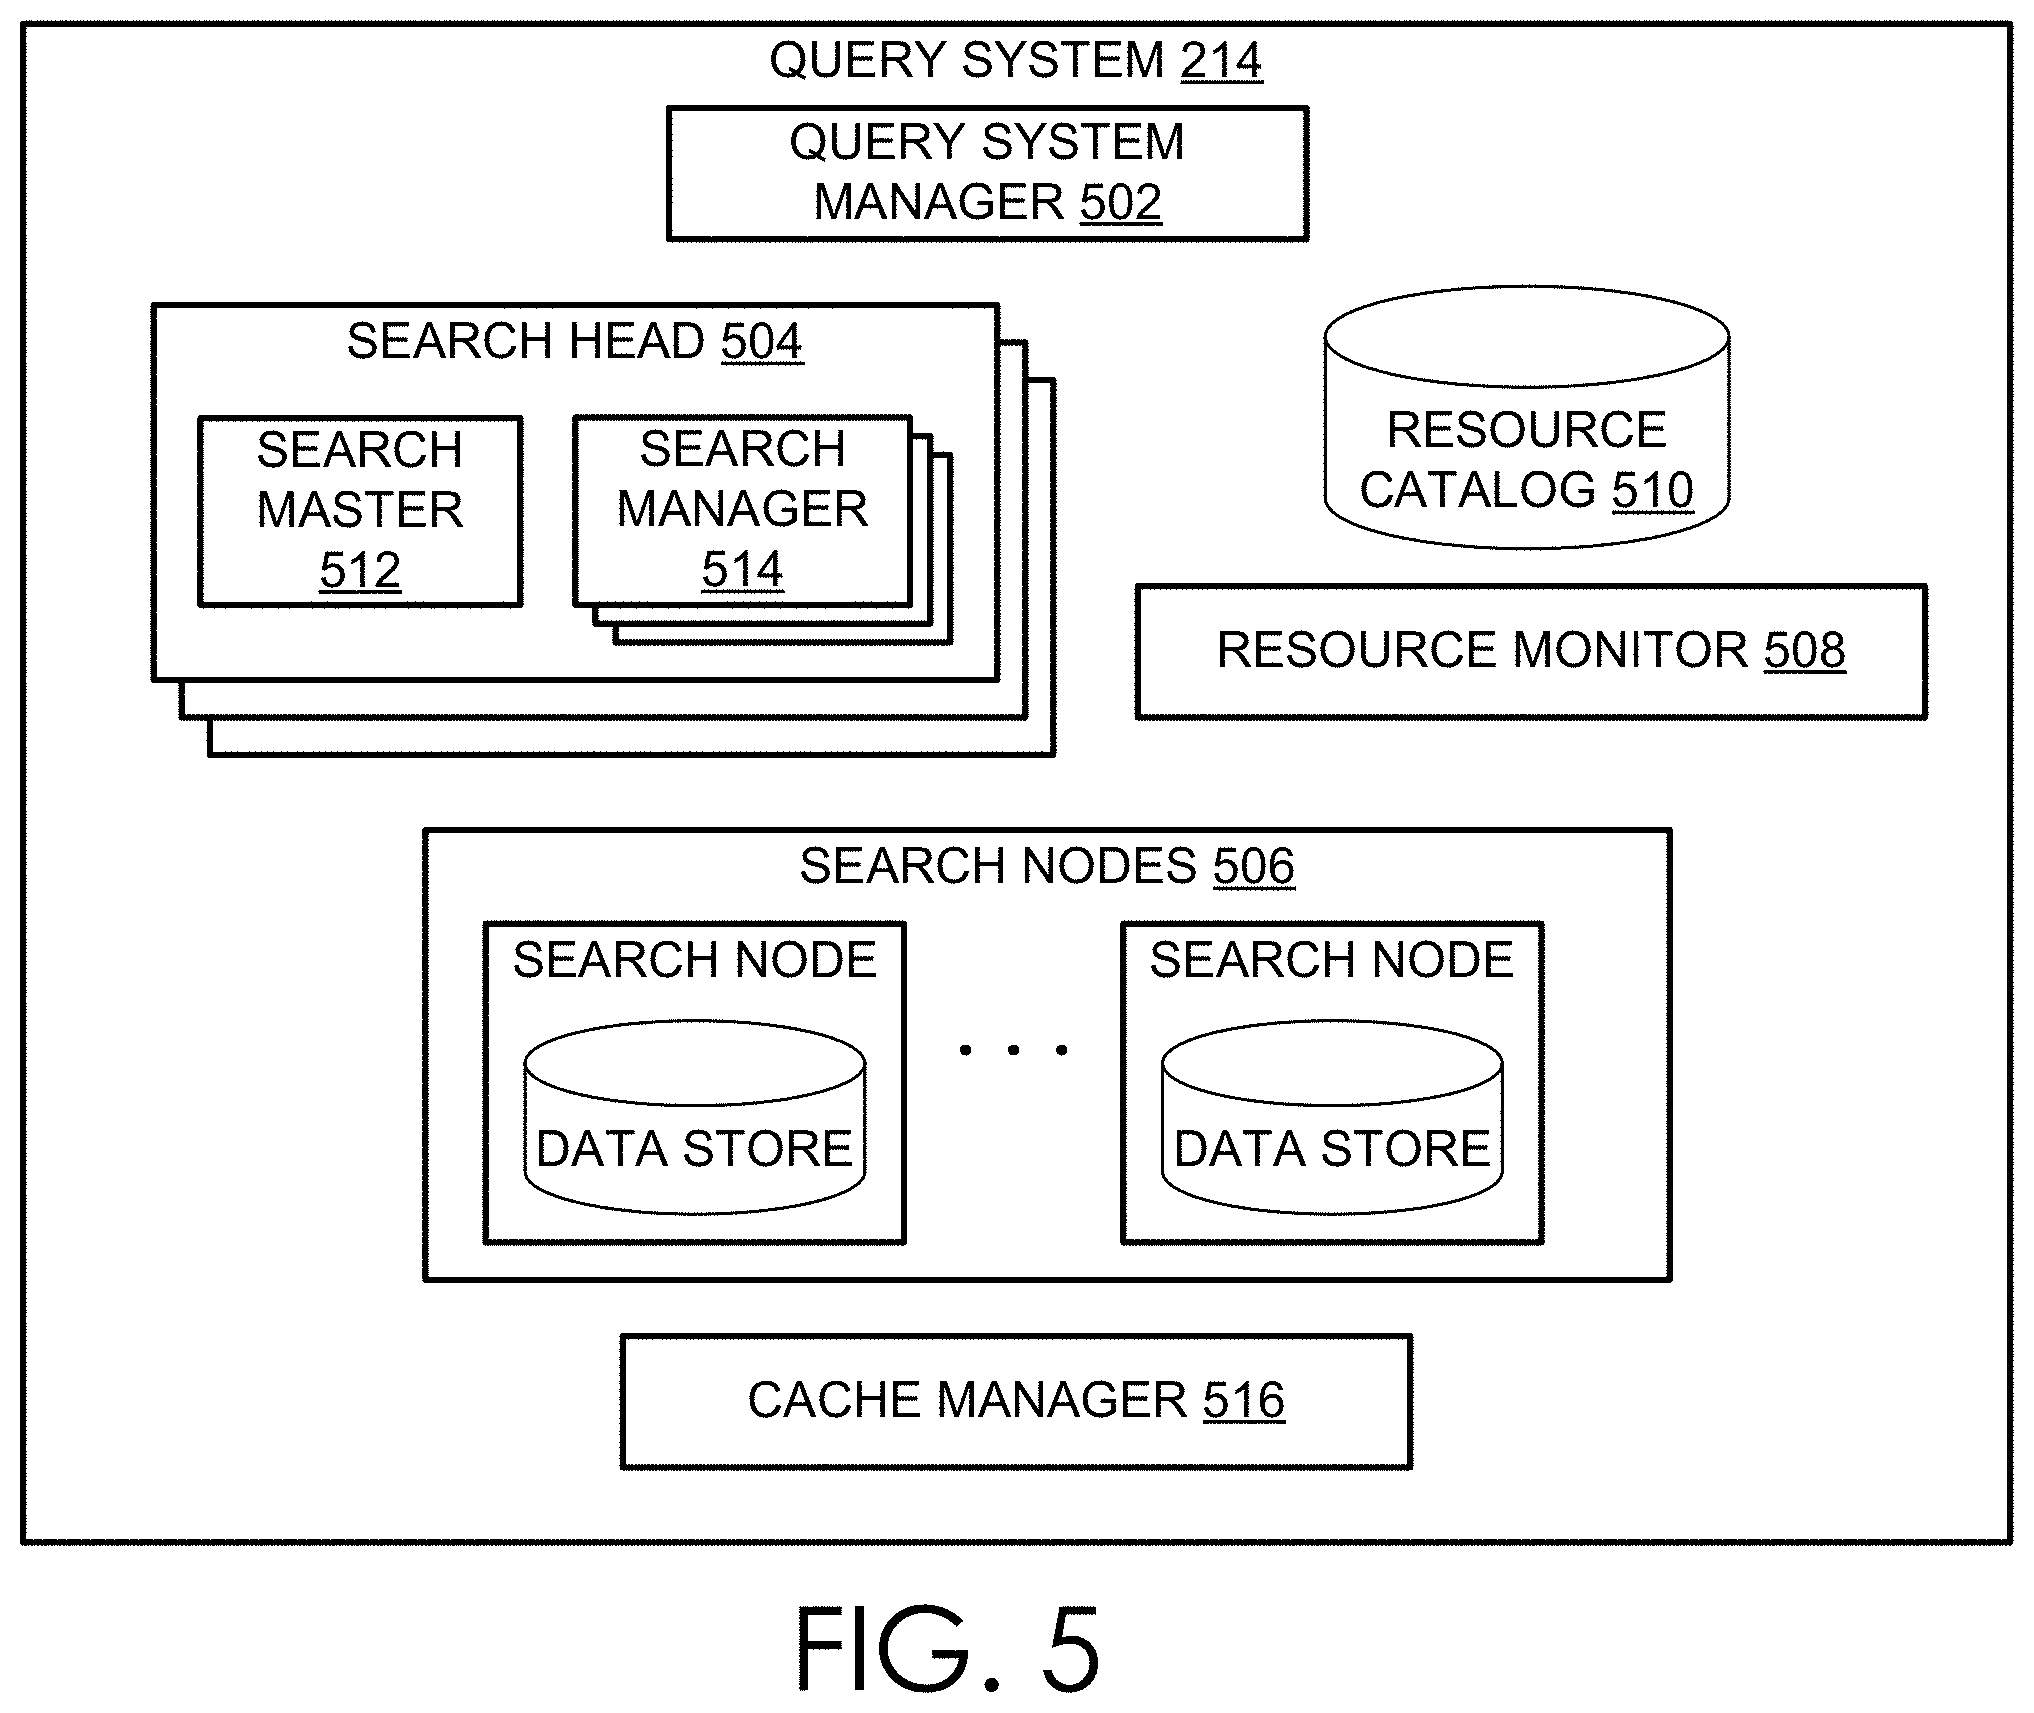 QUERY SYSTEM 214
QUERY SYSTEM
MANAGER 502
SEARCH HEAD 504
SEARCH
MASTER
512
SEARCH
MANAGER
514
RESOURCE
CATALOG 510
RESOURCE MONITOR 508
SEARCH NODES 506
SEARCH NODE
DATA STORE
. . .
SEARCH NODE
DATA STORE
CACHE MANAGER 516
FIG. 5